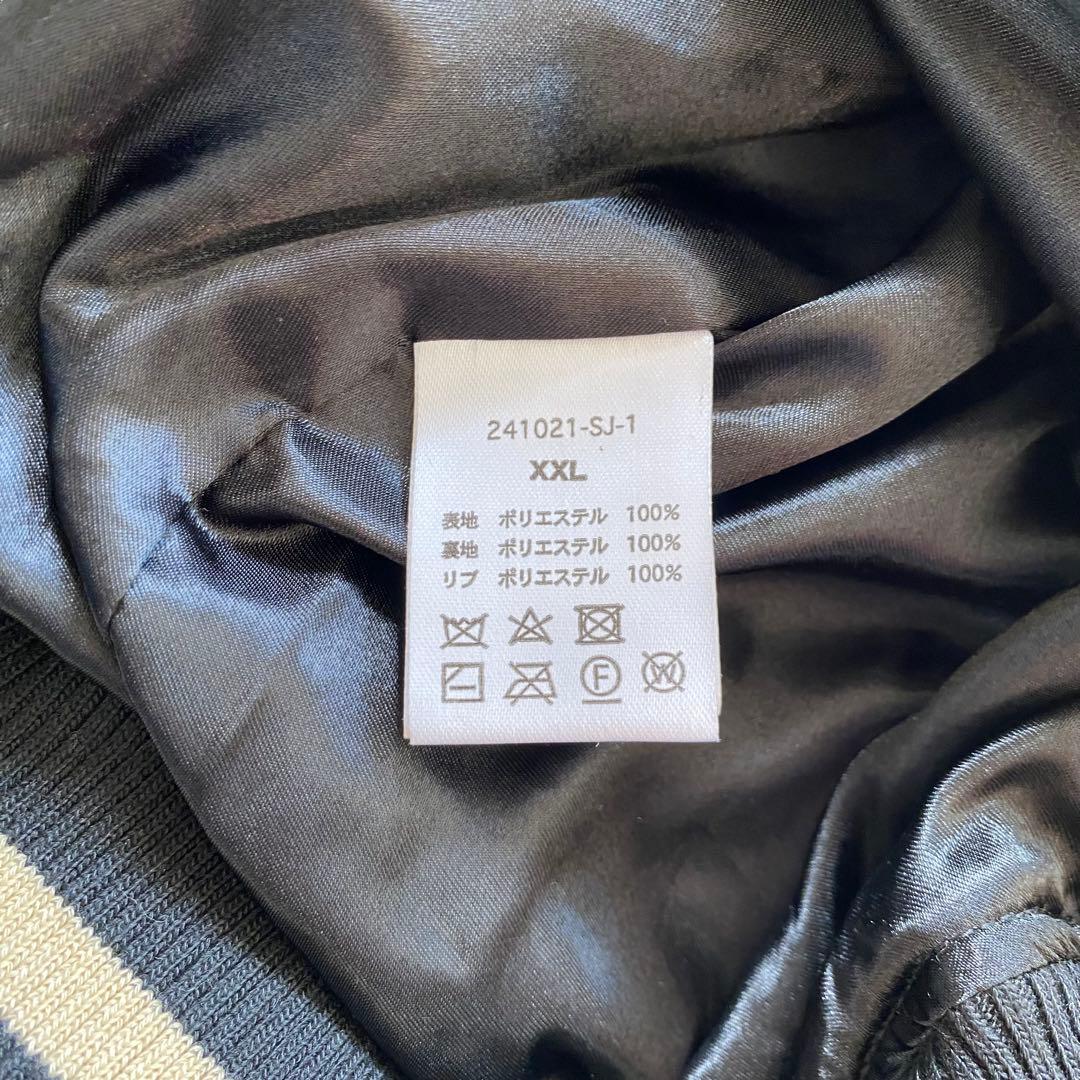 241021-SJ-1
XXL
表地 ポリエステル 100%
裏地 ポリエステル 100%
リブ ポリエステル 100%
F W